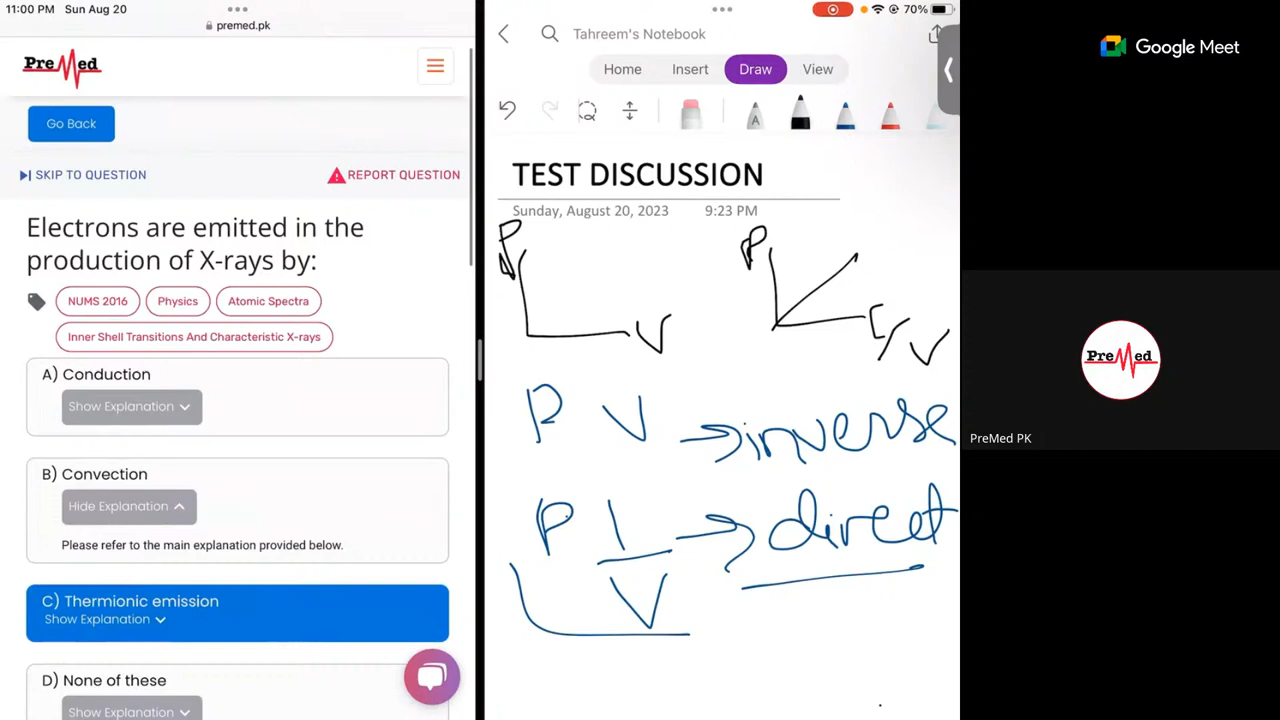 11:00 PM Sun Aug 20
premed.pk
PreMed
Go Back
SKIP TO QUESTION
REPORT QUESTION
Electrons are emitted in the
production of X-rays by:
NUMS 2016
Physics
Atomic Spectra
Inner Shell Transitions And Characteristic X-rays
A) Conduction
Show Explanation
B) Convection
Hide Explanation
Please refer to the main explanation provided below.
C) Thermionic emission
Show Explanation
D) None of these
Show Explanation
70%
Tahreem's Notebook
Home Insert Draw View
A
TEST DISCUSSION
Sunday, August 20, 2023 9:23 PM
P
V
P
1/V
P V → inverse
P 1/V → direct
Google Meet
PreMed
PreMed PK